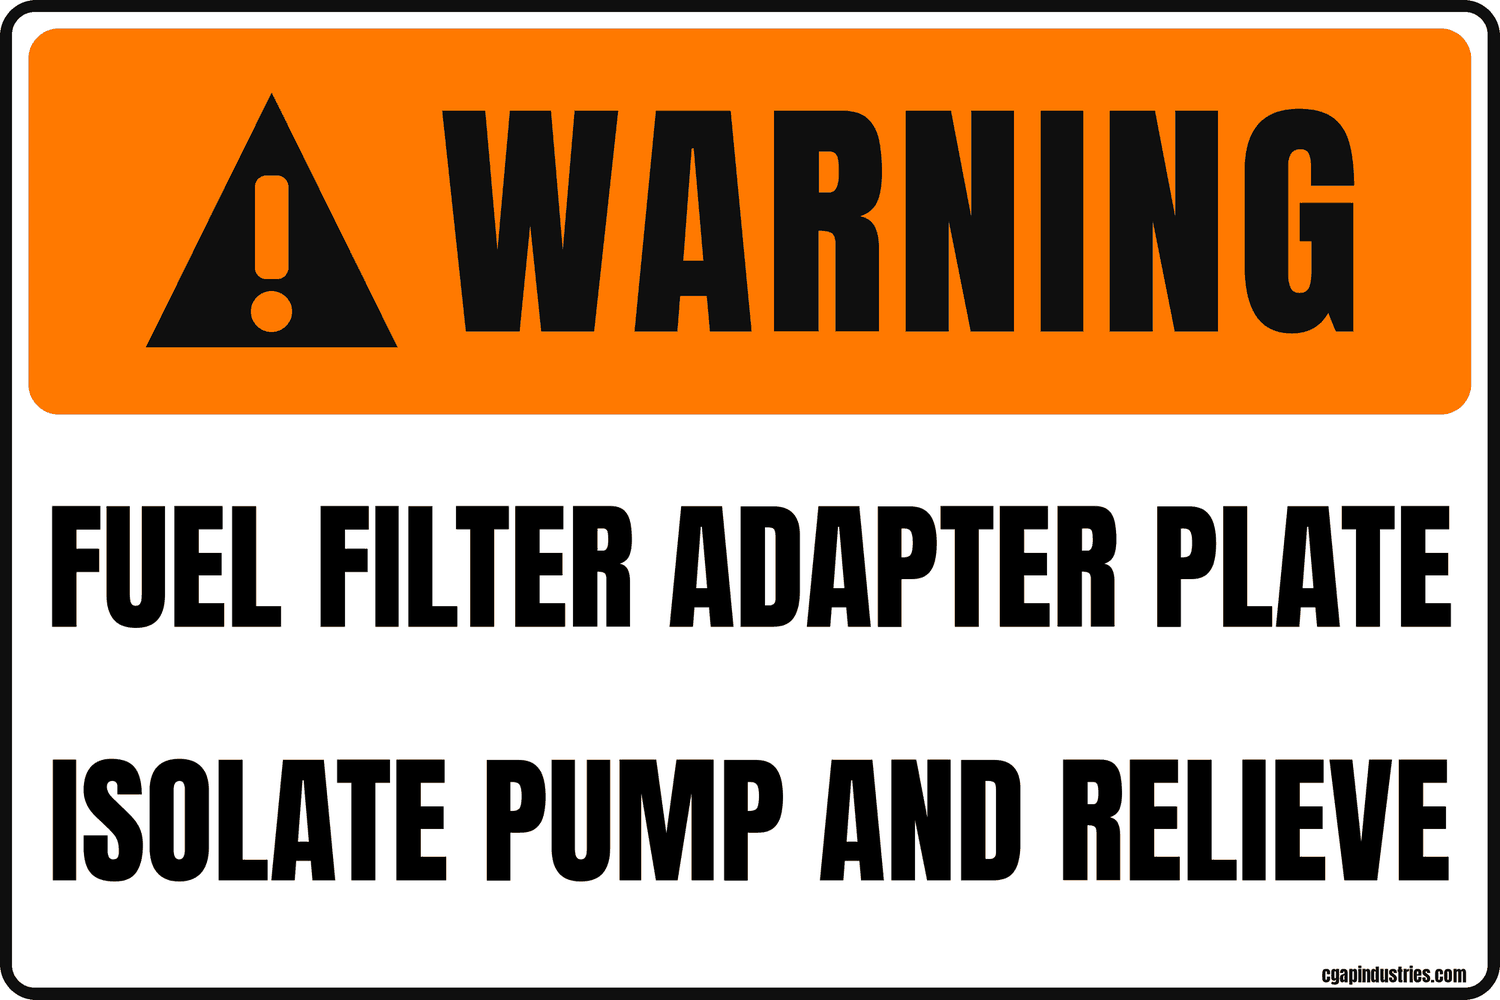 WARNING
FUEL FILTER ADAPTER PLATE
ISOLATE PUMP AND RELIEVE
cgapindustries.com